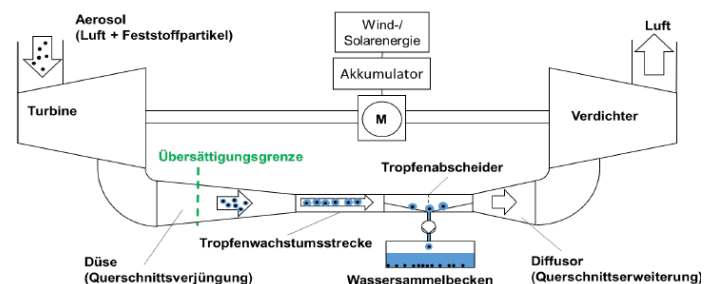 Aerosol
(Luft + Feststoffpartikel)
Wind-/
Solarenergie
Luft
Akkumulator
Turbine
M
Verdichter
Übersättigungsgrenze
Tropfenabscheider
Tropfenwachstumsstrecke
Düse
(Querschnittsverjüngung)
Wassersammelbecken
Diffusor
(Querschnittserweiterung)